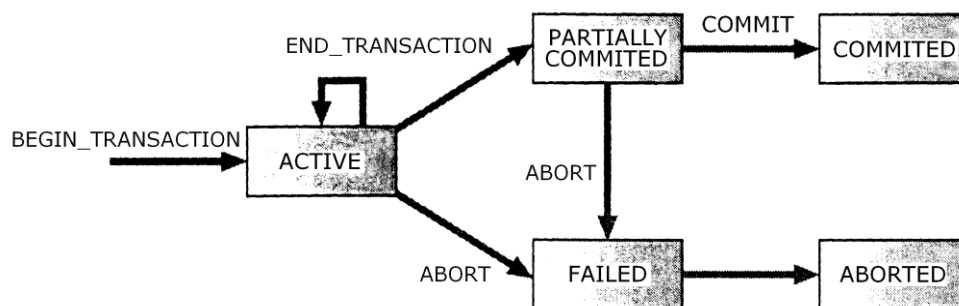 END_TRANSACTION
PARTIALLY
COMMITED
COMMIT
COMMITED
BEGIN_TRANSACTION
ACTIVE
ABORT
ABORT
FAILED
ABORTED